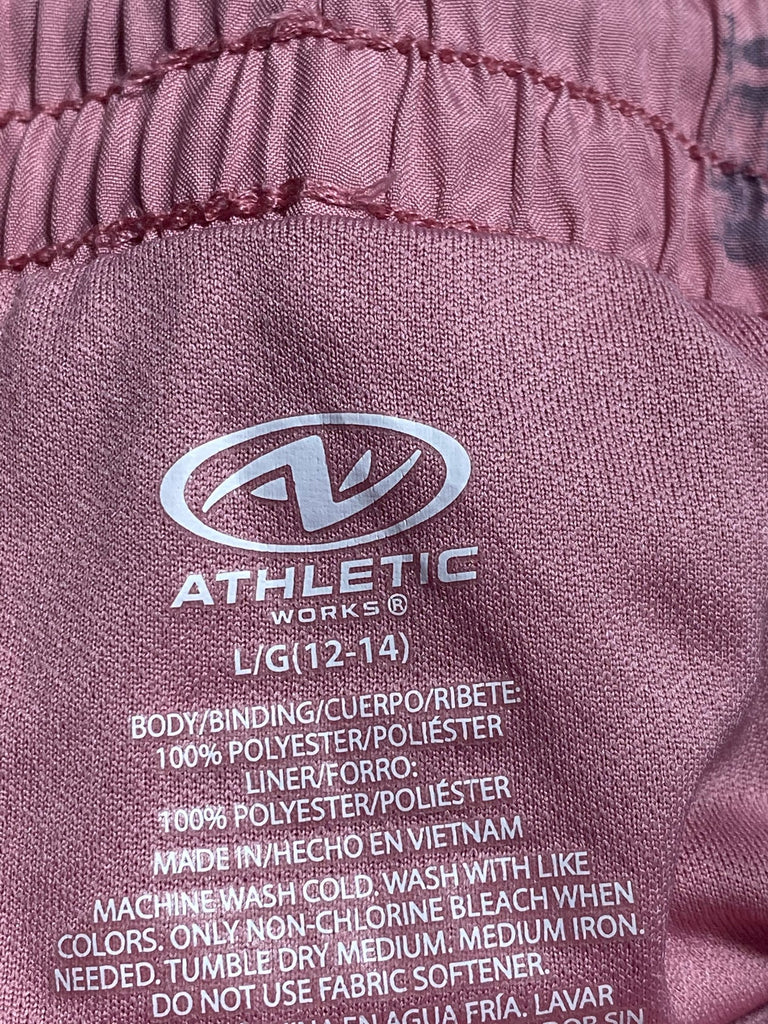 ATHLETIC
WORKS®
L/G(12-14)
BODY/BINDING/CUERPO/RIBETE:
100% POLYESTER/POLIÉSTER
LINER/FORRO:
100% POLYESTER/POLIÉSTER
MADE IN/HECHO EN VIETNAM
MACHINE WASH COLD. WASH WITH LIKE
COLORS. ONLY NON-CHLORINE BLEACH WHEN
NEEDED. TUMBLE DRY MEDIUM. MEDIUM IRON.
DO NOT USE FABRIC SOFTENER.
EN AGUA FRÍA. LAVAR
POR SIN